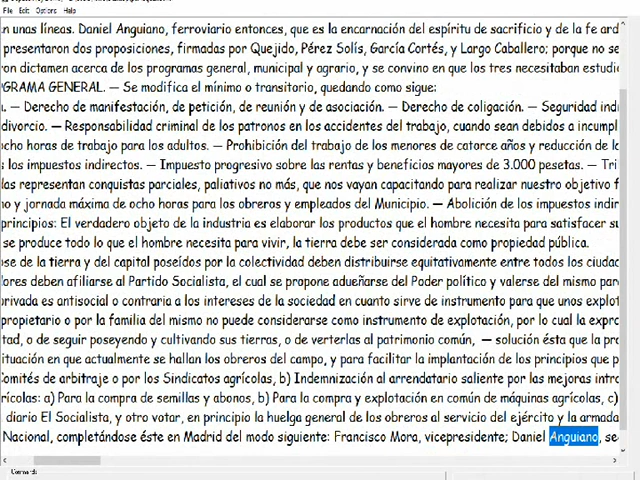 File Edit Options Help
n unas líneas. Daniel Anguiano, ferroviario entonces, que es la encarnación del espíritu de sacrificio y de la fe ard
presentaron dos proposiciones, firmadas por Quejido, Pérez Solís, García Cortés, y Largo Caballero; porque no se
on dictamen acerca de los programas general, municipal y agrario, y se convino en que los tres necesitaban estudi
GRAMA GENERAL. — Se modifica el mínimo o transitorio, quedando como sigue:
. — Derecho de manifestación, de petición, de reunión y de asociación. — Derecho de coligación. — Seguridad indi
divorcio. — Responsabilidad criminal de los patronos en los accidentes del trabajo, cuando sean debidos a incumpl
ocho horas de trabajo para los adultos. — Prohibición del trabajo de los menores de catorce años y reducción de la
s los impuestos indirectos. — Impuesto progresivo sobre las rentas y beneficios mayores de 3.000 pesetas. — Tri
das representan conquistas parciales, paliativos no más, que nos vayan capacitando para realizar nuestro objetivo f
no y jornada máxima de ocho horas para los obreros y empleados del Municipio. — Abolición de los impuestos indir
principios: El verdadero objeto de la industria es elaborar los productos que el hombre necesita para satisfacer su
se produce todo lo que el hombre necesita para vivir, la tierra debe ser considerada como propiedad pública.
ose de la tierra y del capital poseídos por la colectividad deben distribuirse equitativamente entre todos los ciudad
dores deben afiliarse al Partido Socialista, el cual se propone adueñarse del Poder político y valerse del mismo par
privada es antisocial o contraria a los intereses de la sociedad en cuanto sirve de instrumento para que unos explot
propietario o por la familia del mismo no puede considerarse como instrumento de explotación, por lo cual la expro
tad, o de seguir poseyendo y cultivando sus tierras, o de verterlas al patrimonio común, — solución ésta que la pro
ituación en que actualmente se hallan los obreros del campo, y para facilitar la implantación de los principios que p
Comités de arbitraje o por los Sindicatos agrícolas, b) Indemnización al arrendatario saliente por las mejoras intro
rícolas: a) Para la compra de semillas y abonos, b) Para la compra y explotación en común de máquinas agrícolas, c)
diario El Socialista, y otro votar, en principio la huelga general de los obreros al servicio del ejército y la armada
Nacional, completándose éste en Madrid del modo siguiente: Francisco Mora, vicepresidente; Daniel Anguiano, se